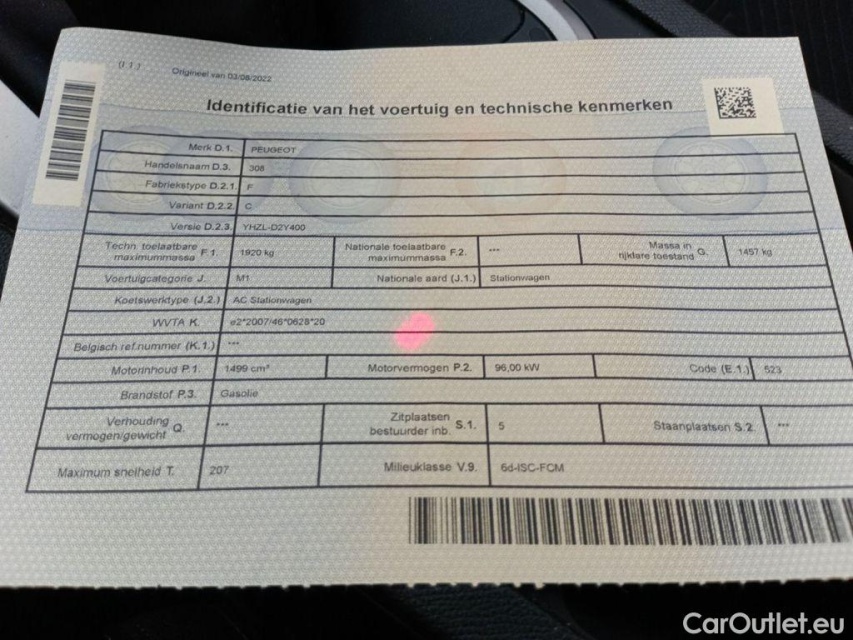 (I.1.) Origineel van 03/06/2022
Identificatie van het voertuig en technische kenmerken
Merk D.1. PEUGEOT
Handelsnaam D.3. 308
Fabriekstype D.2.1. F
Variant D.2.2. C
Versie D.2.3. YHZL-D2Y400
Techn. toelaatbare maximummassa F.1. 1920 kg Nationale toelaatbare maximummassa F.2. *** Massa in rijklare toestand G. 1457 kg
Voertuigcategorie J. M1 Nationale aard (J.1.) Stationwagen
Koetswerktype (J.2.) AC Stationwagen
WVTA K. e2*2007/46*0628*20
Belgisch ref.nummer (K.1.) ***
Motorinhoud P.1. 1499 cm³ Motorvermogen P.2. 96,00 kW Code (E.1.) 523
Brandstof P.3. Gasolie
Verhouding vermogen/gewicht Q. *** Zitplaatsen bestuurder inb. S.1. 5 Staanplaatsen S.2. ***
Maximum snelheid T. 207 Milieuklasse V.9. 6d-ISC-FCM
CarOutlet.eu